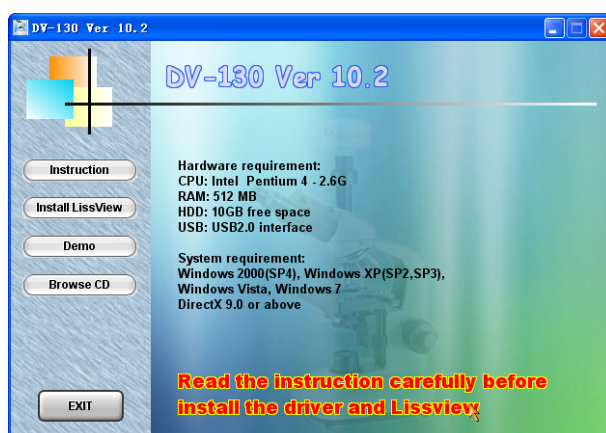 DV-130 Ver 10.2
DV-130 Ver 10.2
Instruction
Install LissView
Demo
Browse CD
EXIT
Hardware requirement:
CPU: Intel Pentium 4 - 2.6G
RAM: 512 MB
HDD: 10GB free space
USB: USB2.0 interface
System requirement:
Windows 2000(SP4), Windows XP(SP2,SP3),
Windows Vista, Windows 7
DirectX 9.0 or above
Read the instruction carefully before
install the driver and Lissview